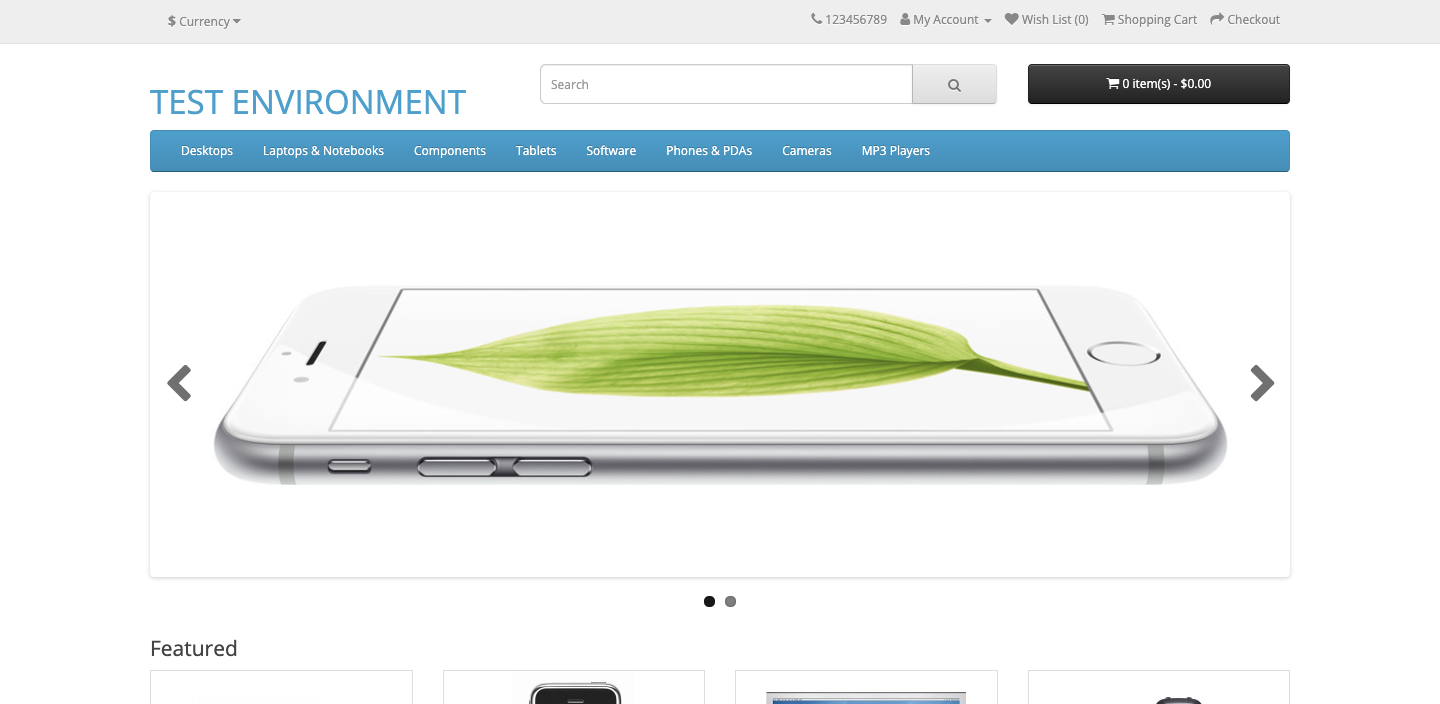 $ Currency
123456789 My Account Wish List (0) Shopping Cart Checkout
TEST ENVIRONMENT
Search
0 item(s) - $0.00
Desktops Laptops & Notebooks Components Tablets Software Phones & PDAs Cameras MP3 Players
Featured